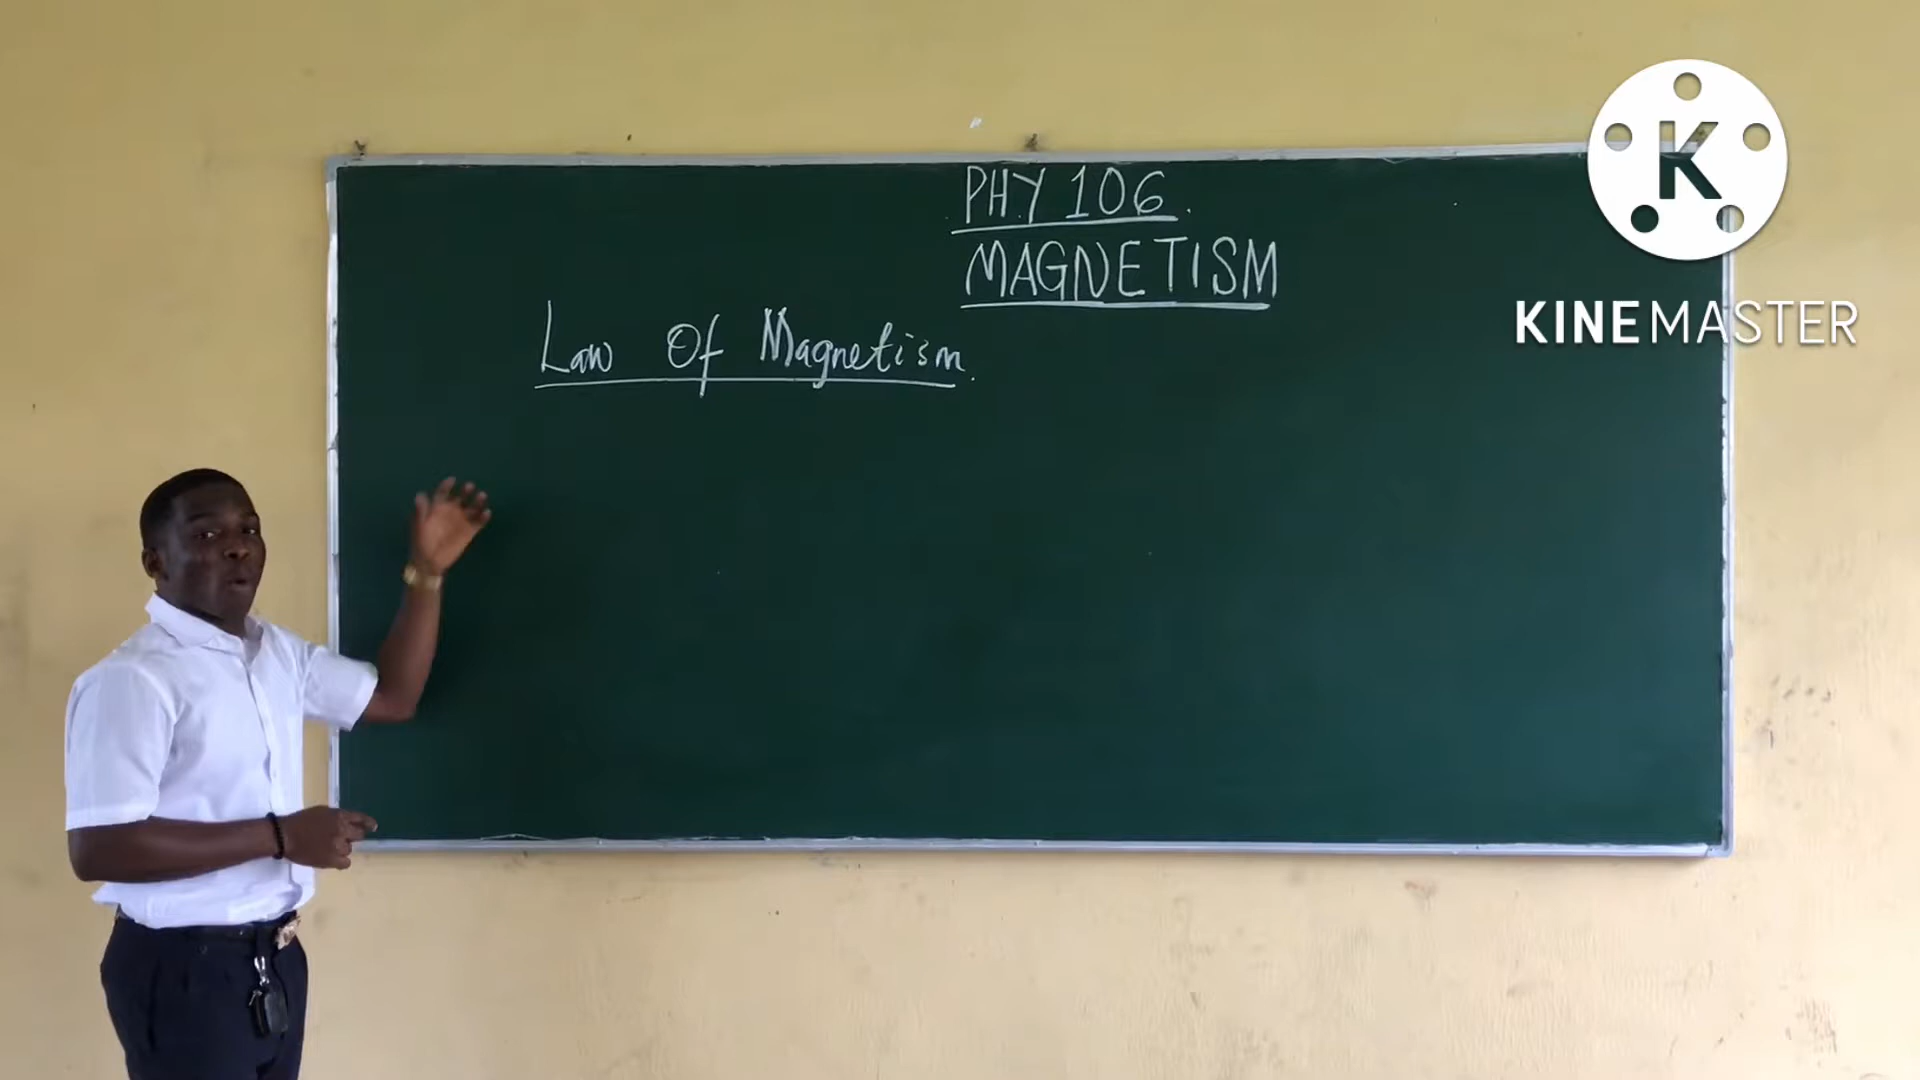 PHY 106.
MAGNETISM
Law Of Magnetism.
K
KINEMASTER